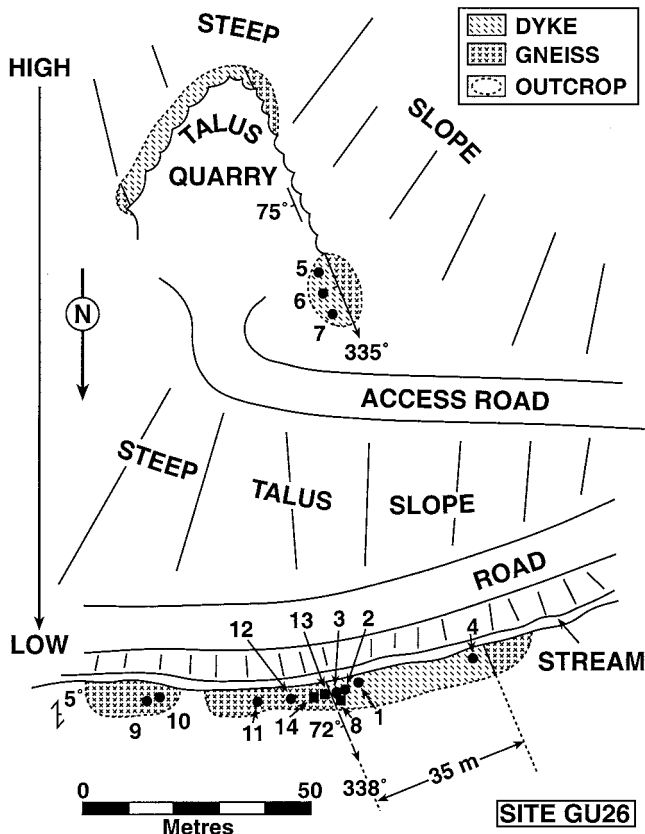 DYKE
GNEISS
OUTCROP
HIGH
STEEP
SLOPE
TALUS
QUARRY
75°
5
6
7
N
335°
ACCESS ROAD
STEEP
TALUS
SLOPE
ROAD
LOW
STREAM
12
13
3
2
4
5°
9
10
11
14
72°
8
1
338°
35 m
0
50
Metres
SITE GU26